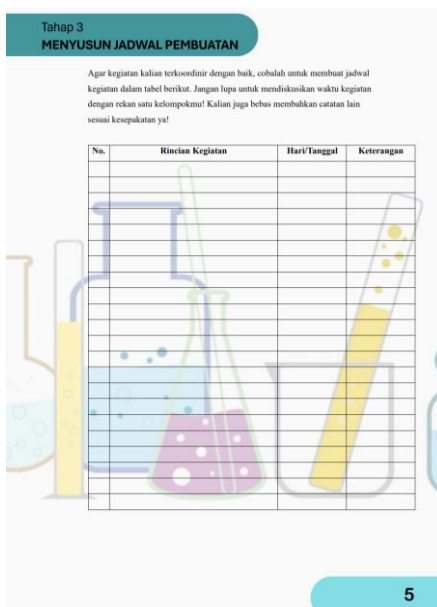 Tahap 3
MENYUSUN JADWAL PEMBUATAN
Agar kegiatan kalian terkoordinir dengan baik, cobalah untuk membuat jadwal
kegiatan dalam tabel berikut. Jangan lupa untuk mendiskusikan waktu kegiatan
dengan rekan satu kelompokmu! Kalian juga bebas membahkan catatan lain
sesuai kesepakatan ya!
No. Rincian Kegiatan Hari/Tanggal Keterangan
5